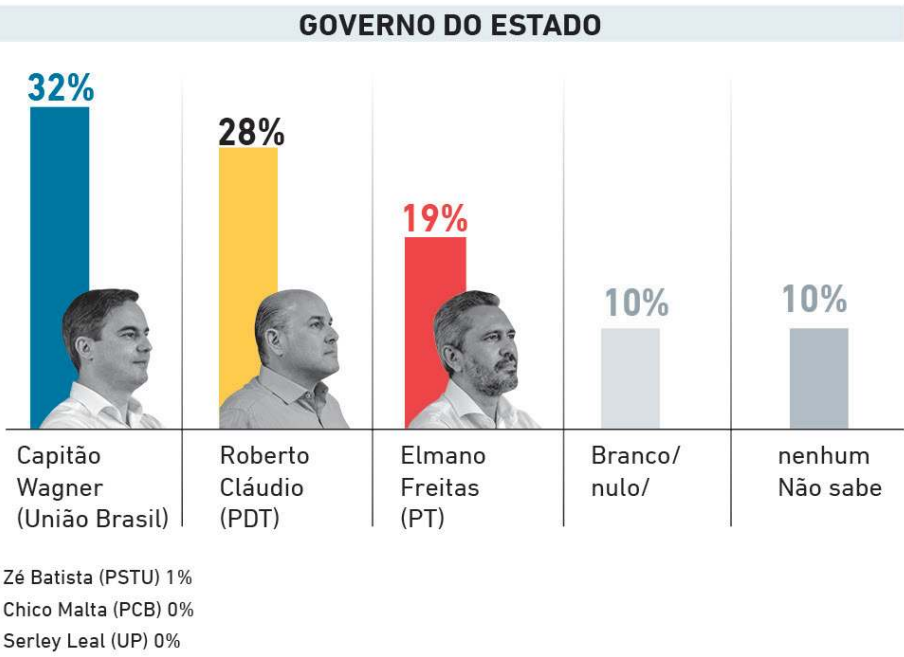 GOVERNO DO ESTADO
32%
28%
19%
10%
10%
Capitão
Wagner
(União Brasil)
Roberto
Cláudio
(PDT)
Elmano
Freitas
(PT)
Branco/
nulo/
nenhum
Não sabe
Zé Batista (PSTU) 1%
Chico Malta (PCB) 0%
Serley Leal (UP) 0%